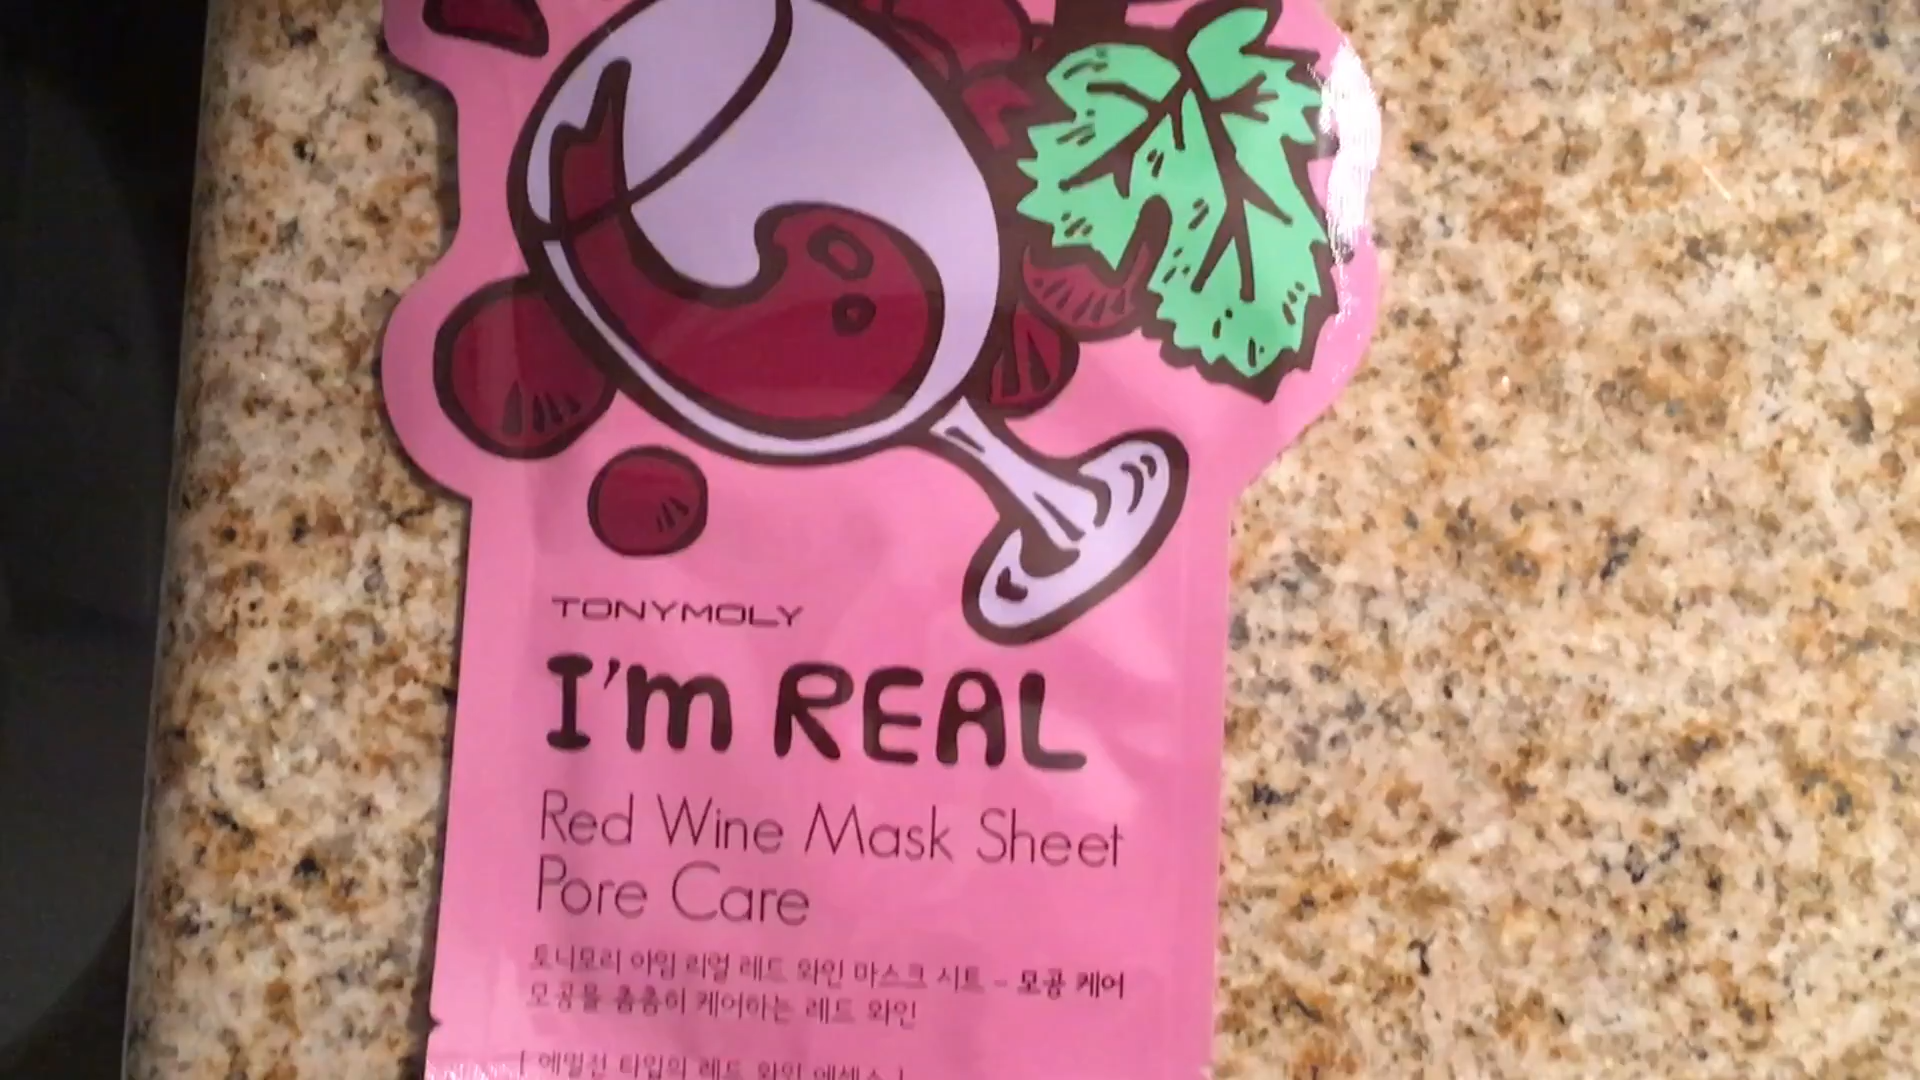 TONYMOLY
I'm REAL
Red Wine Mask Sheet
Pore Care
토니모리 아임 리얼 레드 와인 마스크 시트 - 모공 케어
모공을 촘촘히 케어하는 레드 와인
[ 에멀전 타입의 레드 와인 에센스 ]